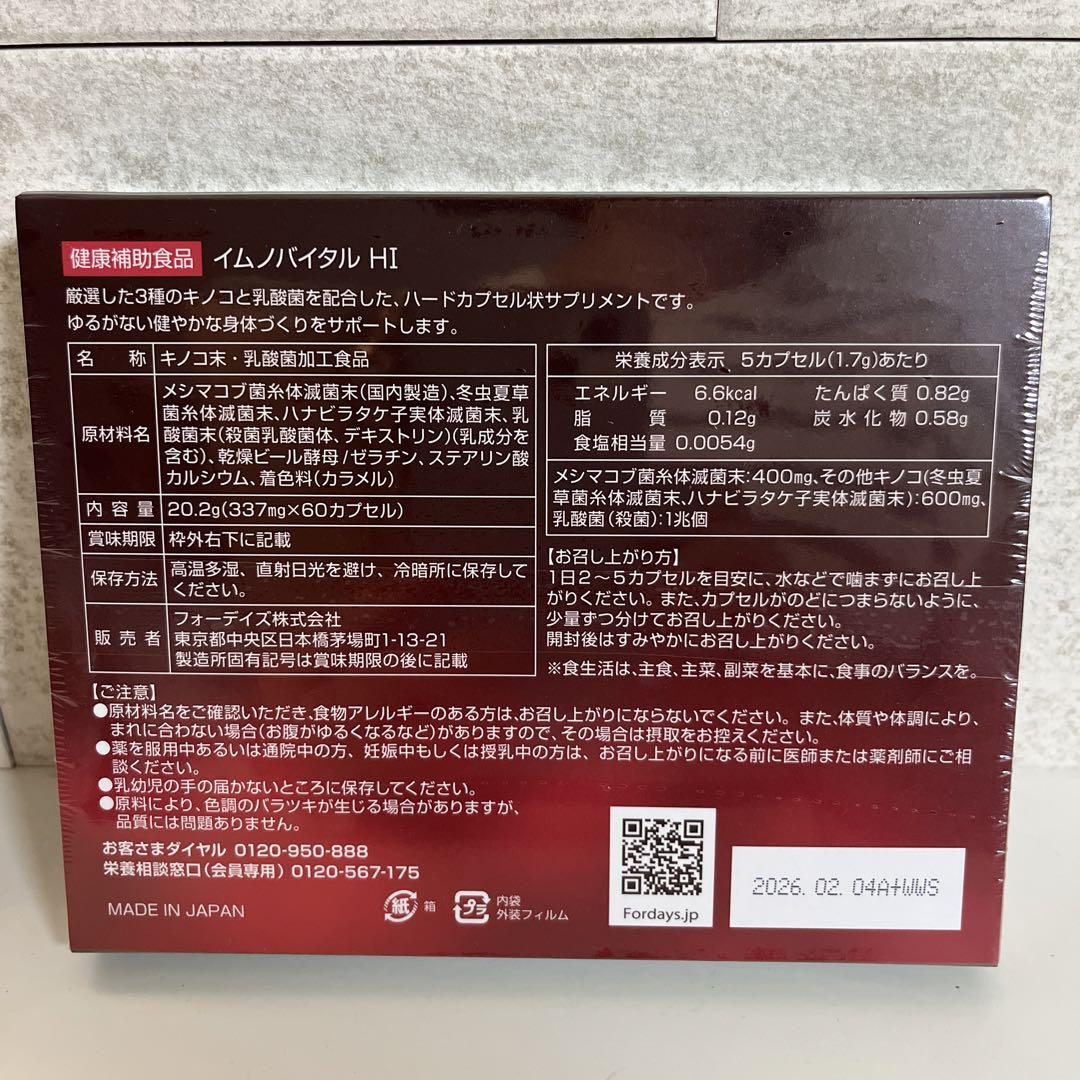 健康補助食品 イムノバイタル HI
厳選した3種のキノコと乳酸菌を配合した、ハードカプセル状サプリメントです。
ゆるがない健やかな身体づくりをサポートします。
名 称 キノコ末・乳酸菌加工食品
原材料名 メシマコブ菌糸体滅菌末(国内製造)、冬虫夏草
菌糸体滅菌末、ハナビラタケ子実体滅菌末、乳
酸菌末(殺菌乳酸菌体、デキストリン)(乳成分を
含む)、乾燥ビール酵母/ゼラチン、ステアリン酸
カルシウム、着色料(カラメル)
内 容 量 20.2g(337mg×60カプセル)
賞味期限 枠外右下に記載
保存方法 高温多湿、直射日光を避け、冷暗所に保存して
ください。
販 売 者 フォーデイズ株式会社
東京都中央区日本橋茅場町1-13-21
製造所固有記号は賞味期限の後に記載
栄養成分表示 5カプセル(1.7g)あたり
エネルギー 6.6kcal たんぱく質 0.82g
脂 質 0.12g 炭水化物 0.58g
食塩相当量 0.0054g
メシマコブ菌糸体滅菌末:400mg、その他キノコ(冬虫夏
草菌糸体滅菌末、ハナビラタケ子実体滅菌末):600mg、
乳酸菌(殺菌):1兆個
【お召し上がり方】
1日2~5カプセルを目安に、水などで噛まずにお召し上
がりください。また、カプセルがのどにつまらないように、
少量ずつ分けてお召し上がりください。
開封後はすみやかにお召し上がりください。
※食生活は、主食、主菜、副菜を基本に、食事のバランスを。
【ご注意】
●原材料名をご確認いただき、食物アレルギーのある方は、お召し上がりにならないでください。また、体質や体調により、
まれに合わない場合(お腹がゆるくなるなど)がありますので、その場合は摂取をお控えください。
●薬を服用中あるいは通院中の方、妊娠中もしくは授乳中の方は、お召し上がりになる前に医師または薬剤師にご相
談ください。
●乳幼児の手の届かないところに保存してください。
●原料により、色調のバラツキが生じる場合がありますが、
品質には問題ありません。
お客さまダイヤル 0120-950-888
栄養相談窓口(会員専用) 0120-567-175
MADE IN JAPAN
紙 箱
プラ 内袋
外装フィルム
Fordays.jp
2026.02.04A+WWS